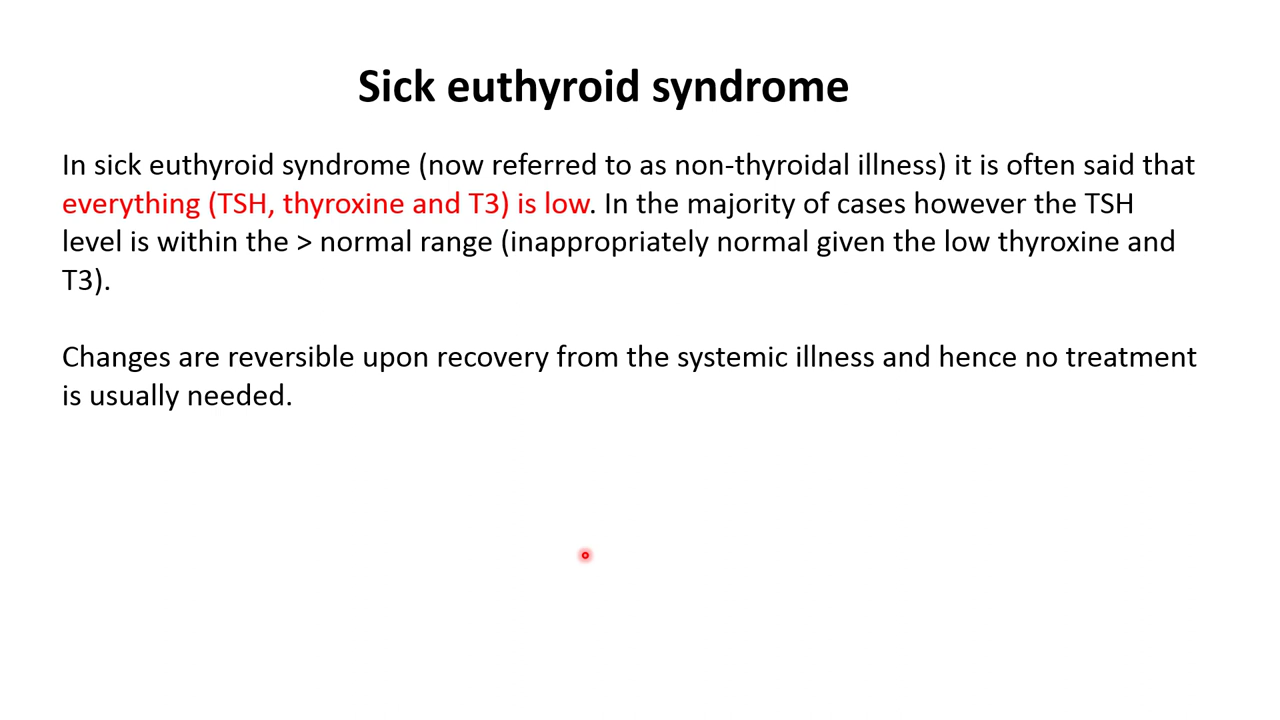 Sick euthyroid syndrome
In sick euthyroid syndrome (now referred to as non-thyroidal illness) it is often said that
everything (TSH, thyroxine and T3) is low. In the majority of cases however the TSH
level is within the > normal range (inappropriately normal given the low thyroxine and
T3).
Changes are reversible upon recovery from the systemic illness and hence no treatment
is usually needed.